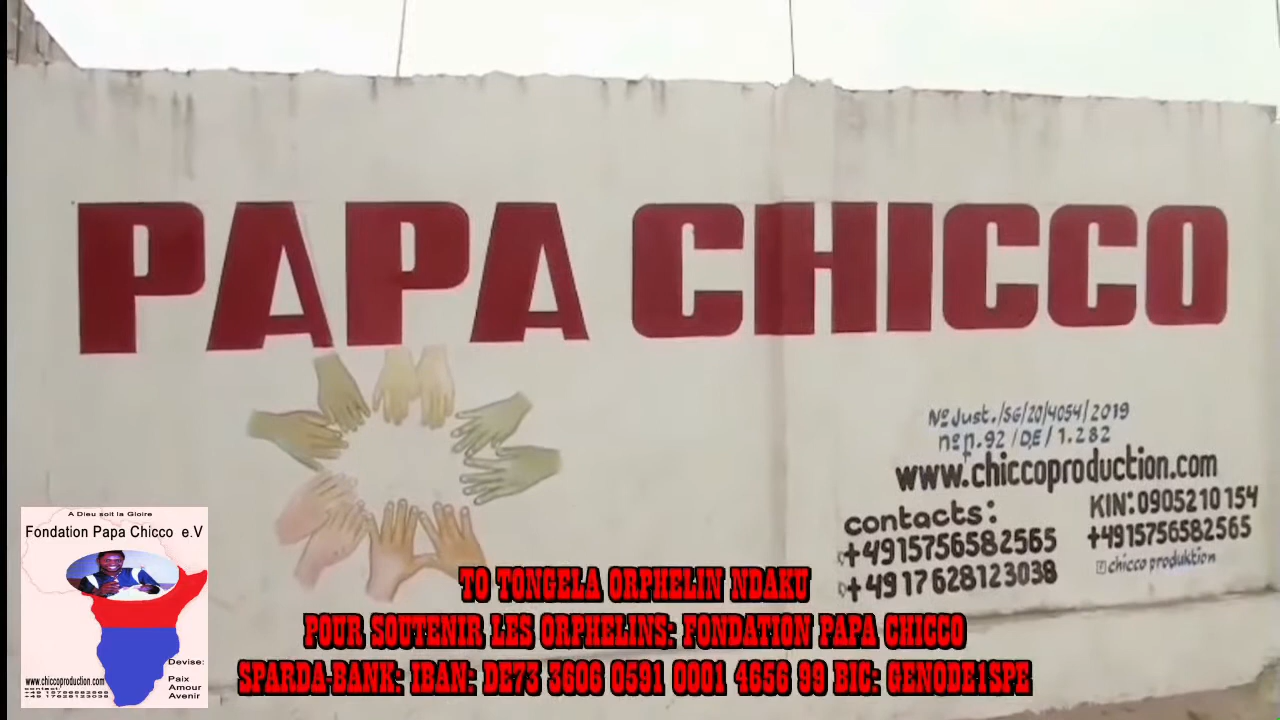 PAPA CHICCO
Nº Just./SG/20/4054/2019
nº n.92 /DE/1.282
www.chiccoproduction.com
contacts:
+4915756582565
+4917628123038
KIN:0905210154
+4915756582565
chicco produktion
A Dieu soit la Gloire
Fondation Papa Chicco e.V
Devise:
Paix
Amour
Avenir
www.chiccoproduction.com
TO TONGELA ORPHELIN NDAKU
POUR SOUTENIR LES ORPHELINS: FONDATION PAPA CHICCO
SPARDA-BANK: IBAN: DE73 3606 0591 0001 4656 99 BIC: GENODE1SPE